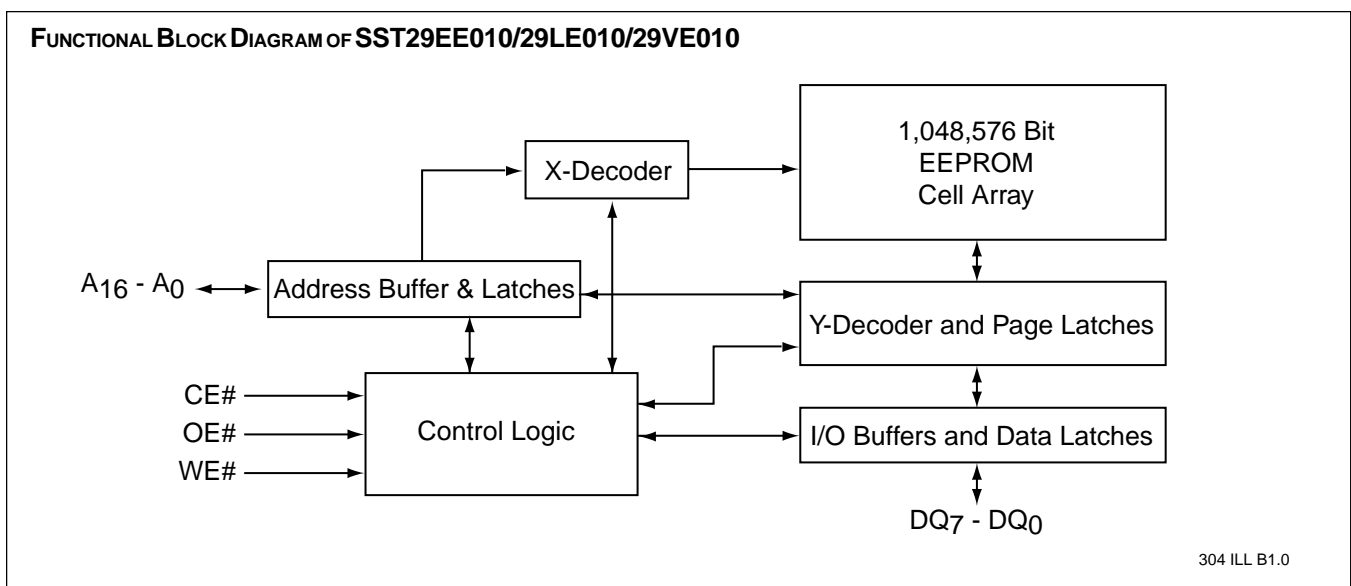 FUNCTIONAL BLOCK DIAGRAM OF SST29EE010/29LE010/29VE010
1,048,576 Bit
EEPROM
Cell Array
X-Decoder
A16 - A0
Address Buffer & Latches
Y-Decoder and Page Latches
CE#
OE#
WE#
Control Logic
I/O Buffers and Data Latches
DQ7 - DQ0
304 ILL B1.0